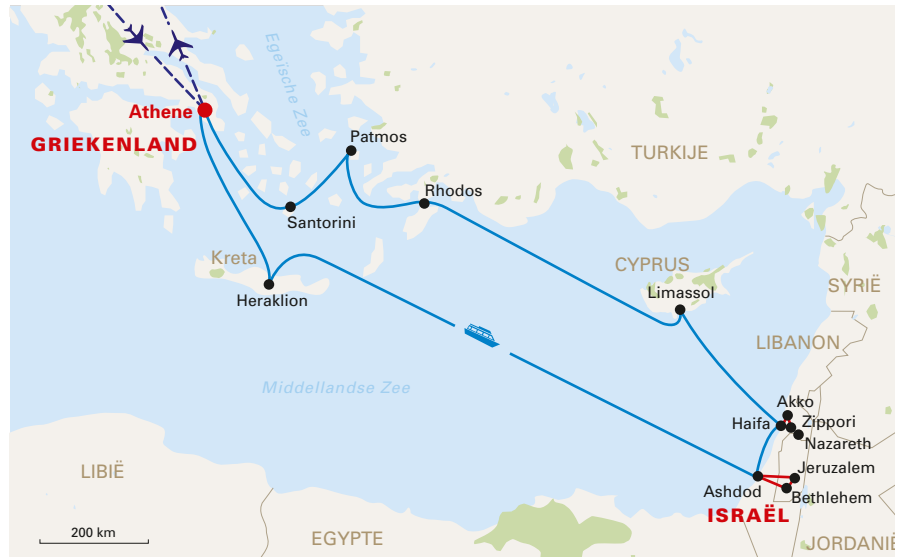 Egeïsche Zee
Athene
GRIEKENLAND
Patmos
TURKIJE
Rhodos
Santorini
Kreta
CYPRUS
SYRIË
Heraklion
Limassol
LIBANON
Middellandse Zee
Akko
Haifa
Zippori
Nazareth
LIBIË
Jeruzalem
Ashdod
Bethlehem
ISRAËL
200 km
EGYPTE
JORDANIË